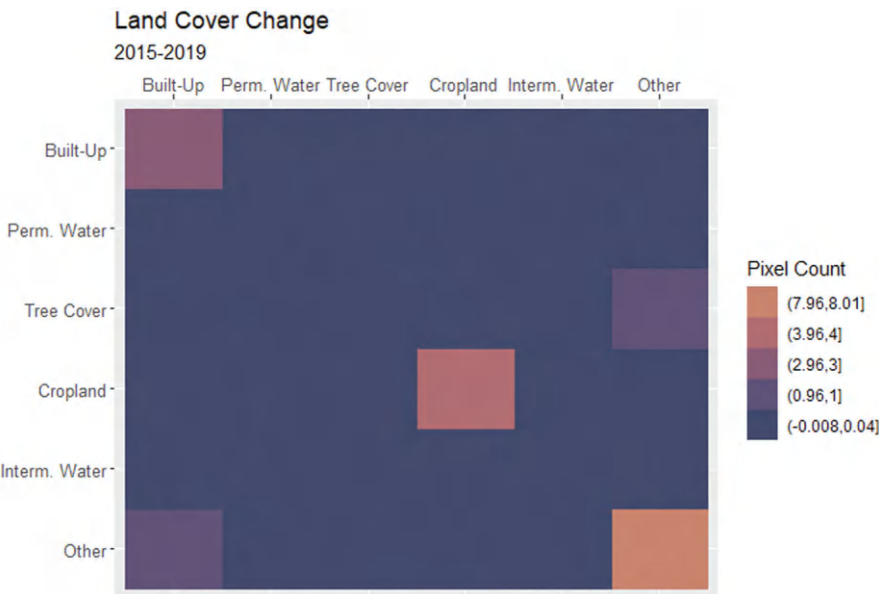 Land Cover Change
2015-2019
Built-Up Perm. Water Tree Cover Cropland Interm. Water Other
Built-Up
Perm. Water
Tree Cover
Cropland
Interm. Water
Other
Pixel Count
(7.96,8.01]
(3.96,4]
(2.96,3]
(0.96,1]
(-0.008,0.04]